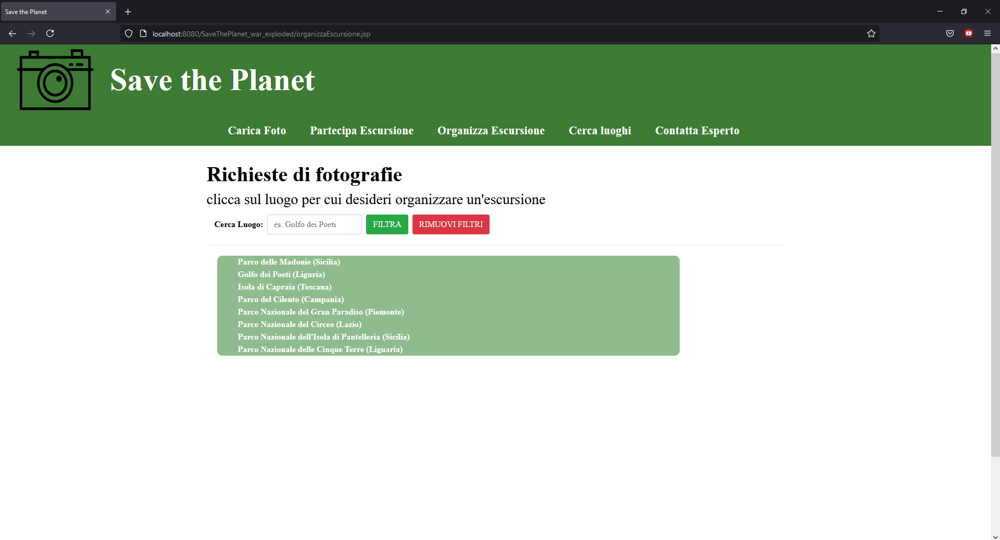 Save the Planet
localhost:8080/SaveThePlanet_war_exploded/organizzaEscursione.jsp
Save the Planet
Carica Foto Partecipa Escursione Organizza Escursione Cerca luoghi Contatta Esperto
Richieste di fotografie
clicca sul luogo per cui desideri organizzare un'escursione
Cerca Luogo: es. Golfo dei Poeti FILTRA RIMUOVI FILTRI
Parco delle Madonie (Sicilia)
Golfo dei Poeti (Liguria)
Isola di Capraia (Toscana)
Parco del Cilento (Campania)
Parco Nazionale del Gran Paradiso (Piemonte)
Parco Nazionale del Circeo (Lazio)
Parco Nazionale dell'Isola di Pantelleria (Sicilia)
Parco Nazionale delle Cinque Terre (Liguaria)